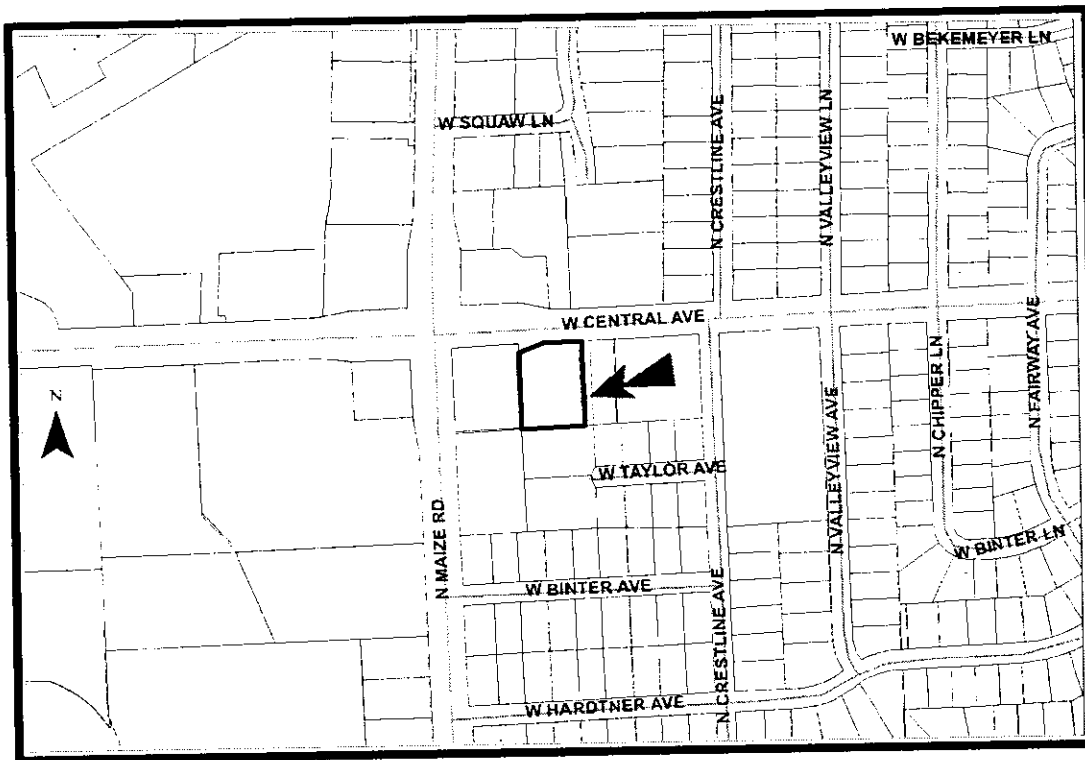 W BEKEMEYER LN
W SQUAW LN
N CRESTLINE AVE
N VALLEYVIEW LN
W CENTRAL AVE
N CHIPPER LN
N FAIRWAY AVE
N
N VALLEYVIEW AVE
W TAYLOR AVE
N MAIZE RD
W BINTER LN
W BINTER AVE
N CRESTLINE AVE
W HARDTNER AVE